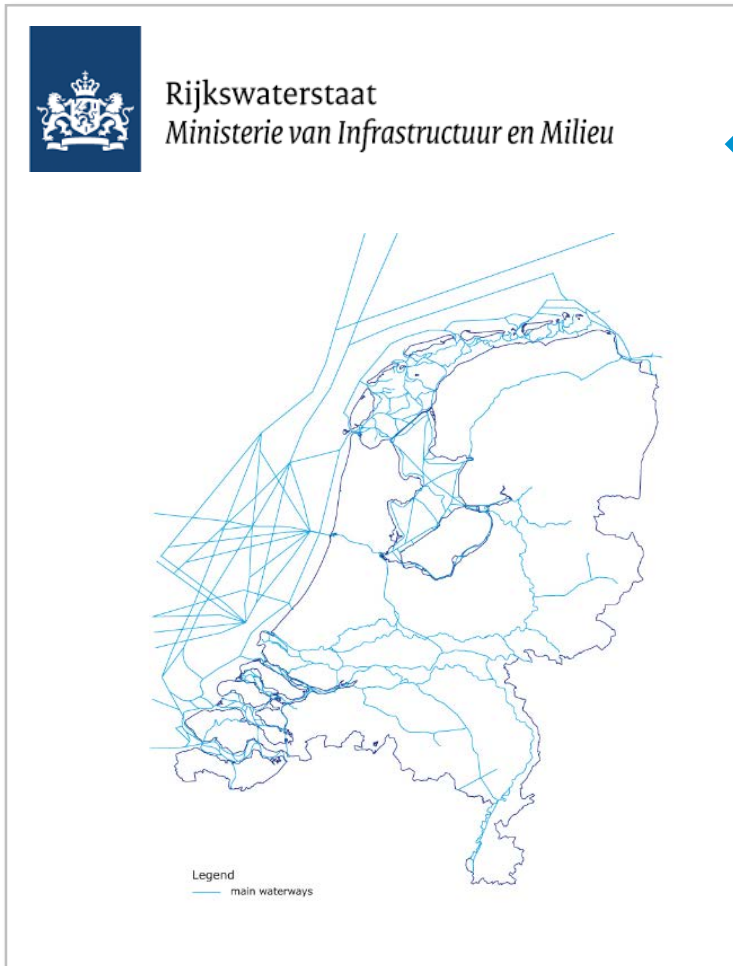 Rijkswaterstaat
Ministerie van Infrastructuur en Milieu
Legend
main waterways